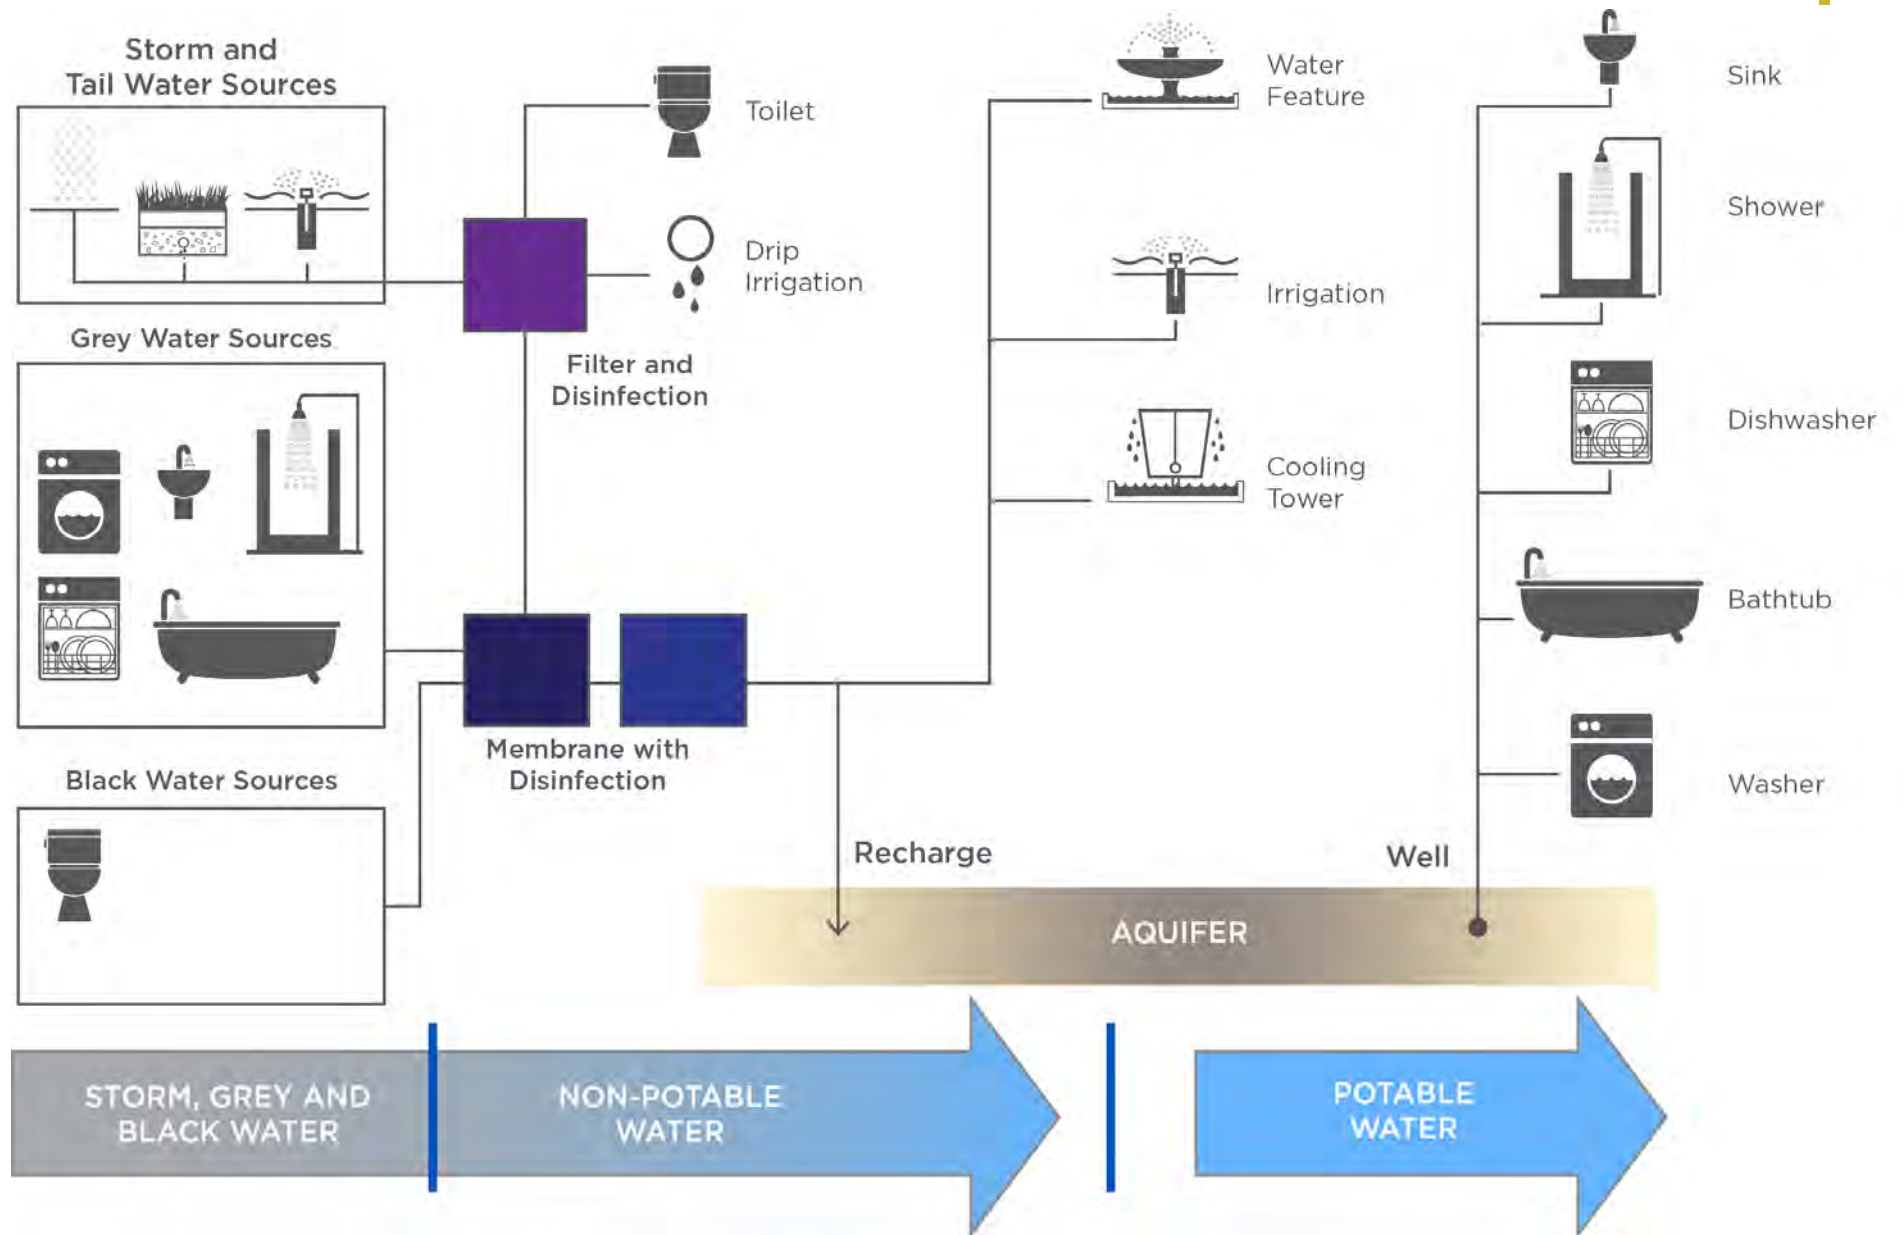 Storm and
Tail Water Sources
Toilet
Drip
Irrigation
Filter and
Disinfection
Grey Water Sources
Membrane with
Disinfection
Black Water Sources
Water
Feature
Irrigation
Cooling
Tower
Sink
Shower
Dishwasher
Bathtub
Washer
Recharge
Well
AQUIFER
STORM, GREY AND
BLACK WATER
NON-POTABLE
WATER
POTABLE
WATER